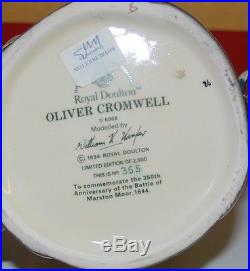 Royal Doulton
OLIVER CROMWELL
D 6968
Modelled by
William K Harper
© 1994 ROYAL DOULTON
LIMITED EDITION OF 2,500
THIS IS Nº 355
To commemorate the 350th
Anniversary of the Battle of
Marston Moor, 1644.